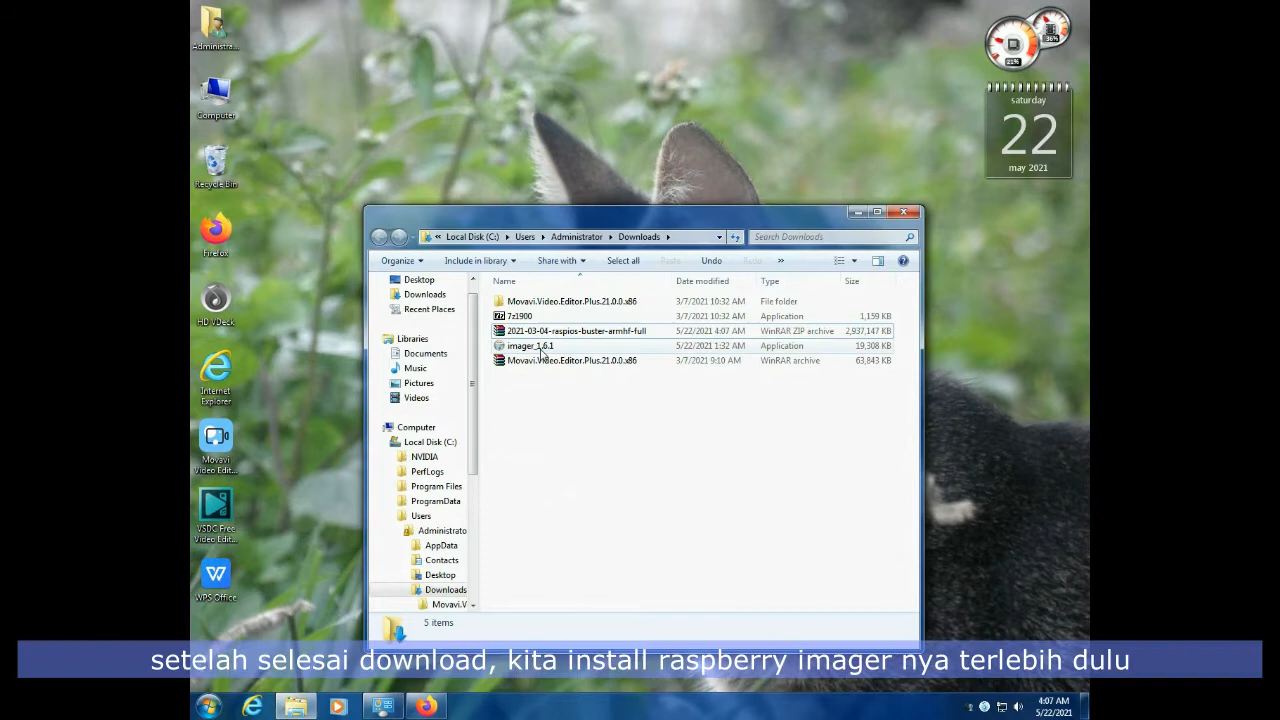 Administra...
Computer
Recycle Bin
Firefox
HD VDeck
Internet
Explorer
Movavi
Video Edit...
VSDC Free
Video Edit...
WPS Office
36%
21%
saturday
22
may 2021
« Local Disk (C:) Users Administrator Downloads
Search Downloads
Organize Include in library Share with Select all Paste Undo Redo »
Name Date modified Type Size
Movavi.Video.Editor.Plus.21.0.0.x86 3/7/2021 10:32 AM File folder
7z1900 3/7/2021 10:32 AM Application 1,159 KB
2021-03-04-raspios-buster-armhf-full 5/22/2021 4:07 AM WinRAR ZIP archive 2,937,147 KB
imager_1.6.1 5/22/2021 1:32 AM Application 19,308 KB
Movavi.Video.Editor.Plus.21.0.0.x86 3/7/2021 9:10 AM WinRAR archive 63,843 KB
Desktop
Downloads
Recent Places
Libraries
Documents
Music
Pictures
Videos
Computer
Local Disk (C:)
NVIDIA
PerfLogs
Program Files
ProgramData
Users
Administrato
AppData
Contacts
Desktop
Downloads
Movavi.V
5 items
setelah selesai download, kita install raspberry imager nya terlebih dulu
4:07 AM
5/22/2021